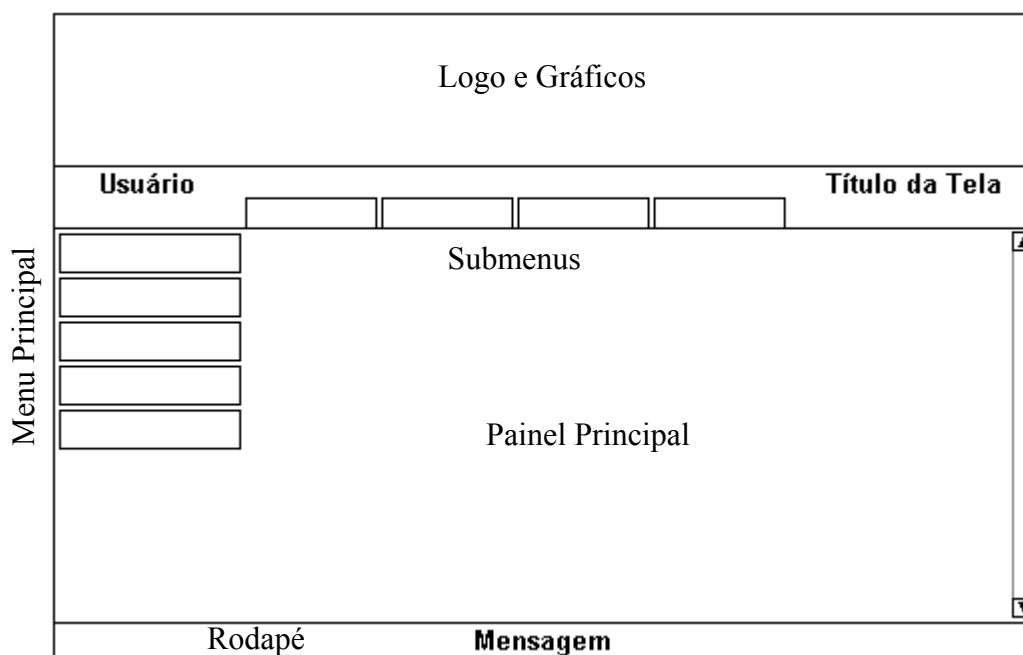 Logo e Gráficos
Usuário
Título da Tela
Submenus
Menu Principal
Painel Principal
Rodapé
Mensagem